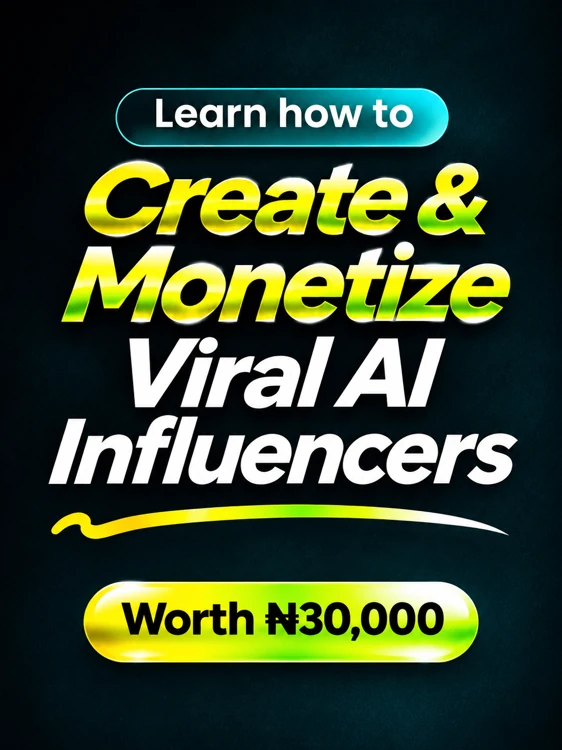 Learn how to
Create &
Monetize
Viral AI
Influencers
Worth ₦30,000